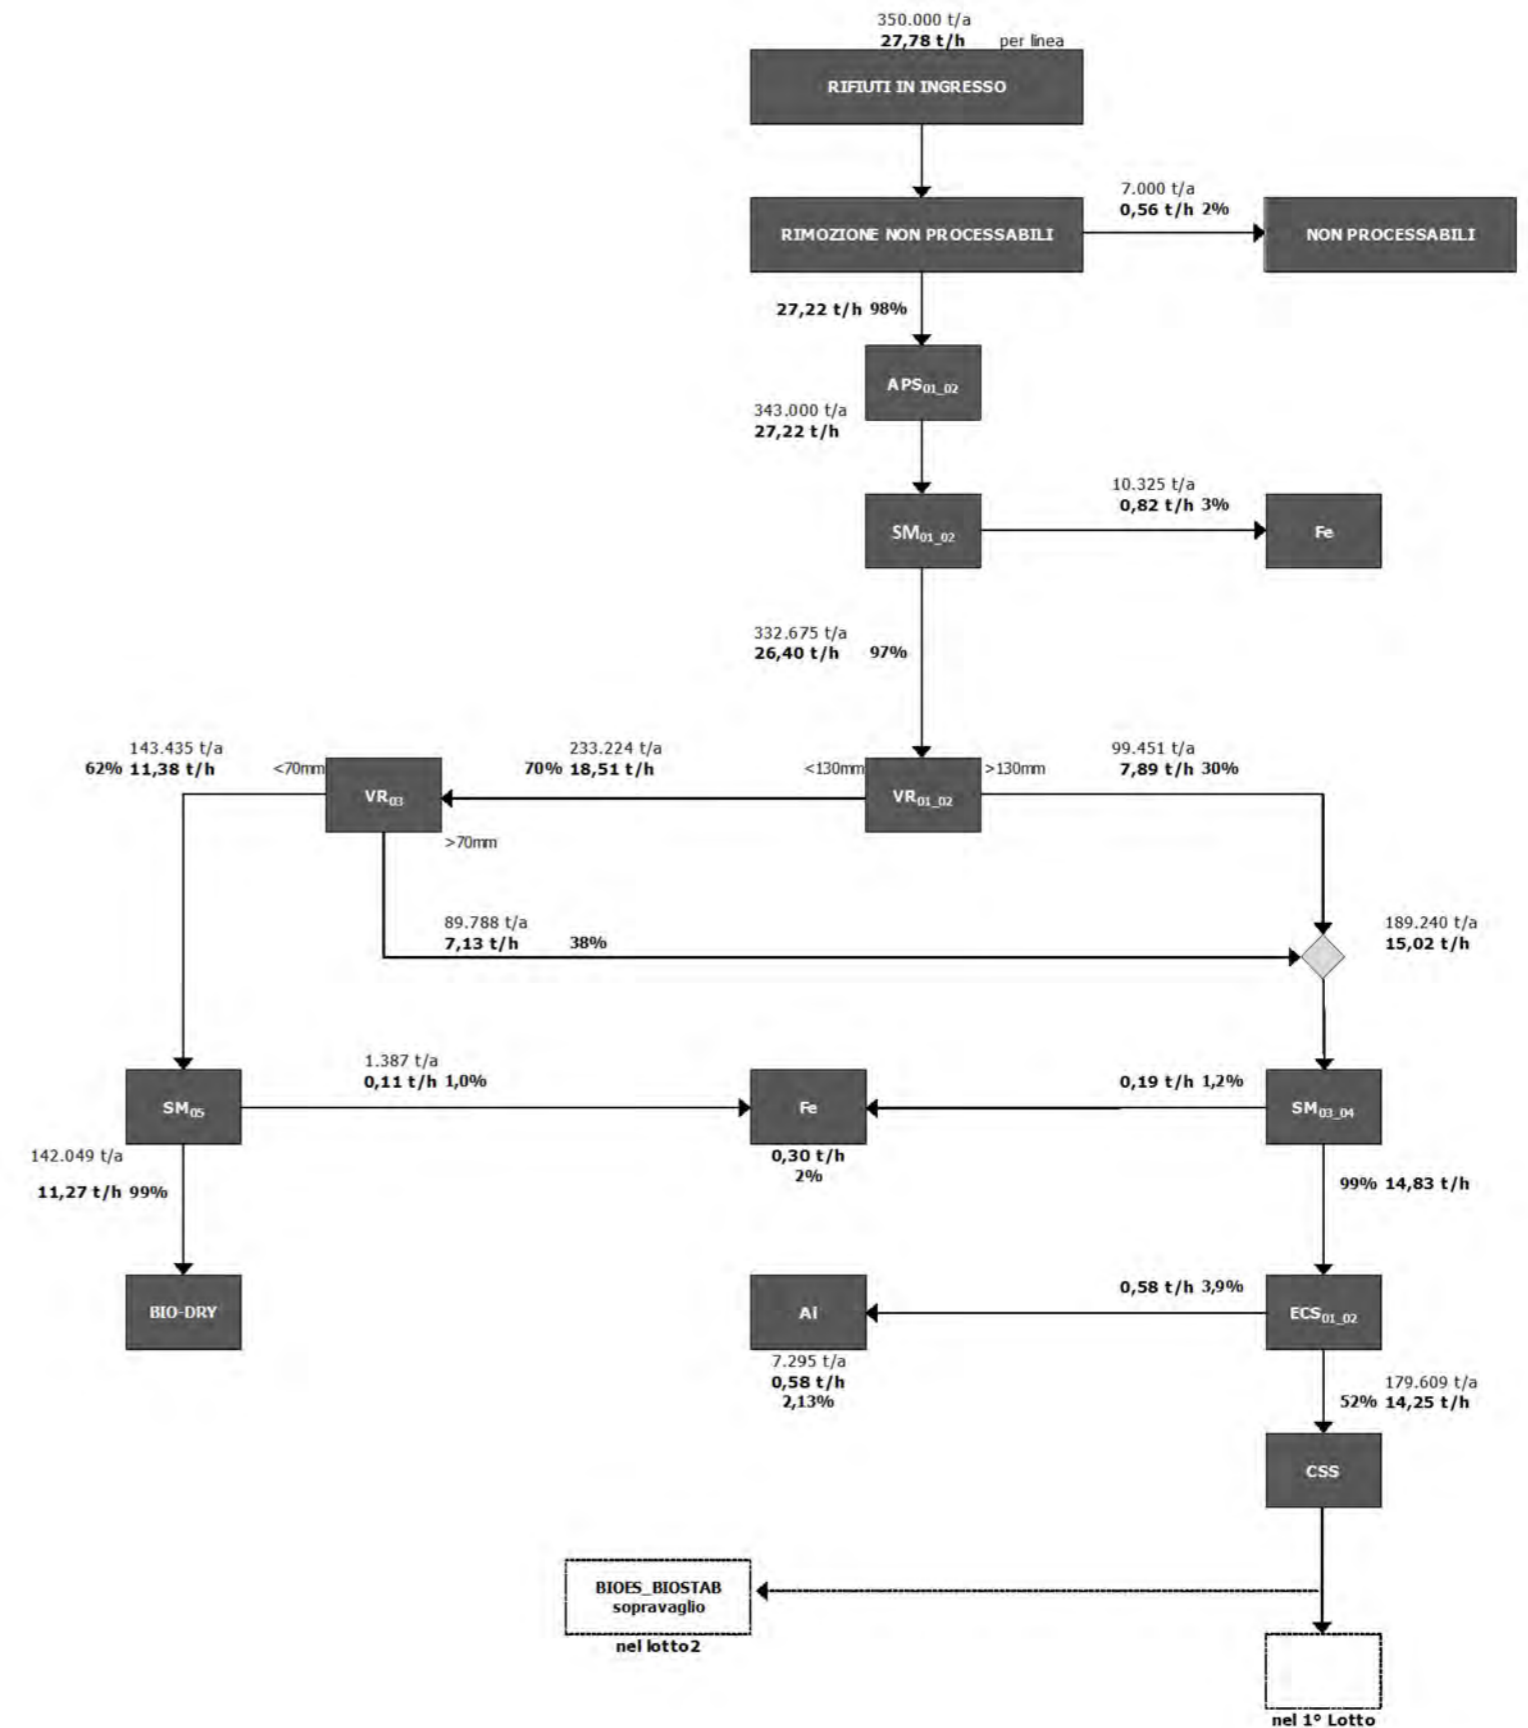 350.000 t/a
27,78 t/h per linea
RIFIUTI IN INGRESSO
7.000 t/a
0,56 t/h 2%
RIMOZIONE NON PROCESSABILI
NON PROCESSABILI
27,22 t/h 98%
APS01_02
343.000 t/a
27,22 t/h
10.325 t/a
0,82 t/h 3%
SM01_02
Fe
332.675 t/a
26,40 t/h 97%
143.435 t/a
62% 11,38 t/h
<70mm
233.224 t/a
70% 18,51 t/h
<130mm
>130mm
99.451 t/a
7,89 t/h 30%
VR03
VR01_02
>70mm
89.788 t/a
7,13 t/h 38%
189.240 t/a
15,02 t/h
1.387 t/a
0,11 t/h 1,0%
0,19 t/h 1,2%
SM05
Fe
SM03_04
142.049 t/a
11,27 t/h 99%
0,30 t/h
2%
99% 14,83 t/h
0,58 t/h 3,9%
BIO-DRY
Al
ECS01_02
7.295 t/a
0,58 t/h
2,13%
179.609 t/a
52% 14,25 t/h
CSS
BIOES_BIOSTAB
sopravaglio
nel lotto2
nel 1° Lotto